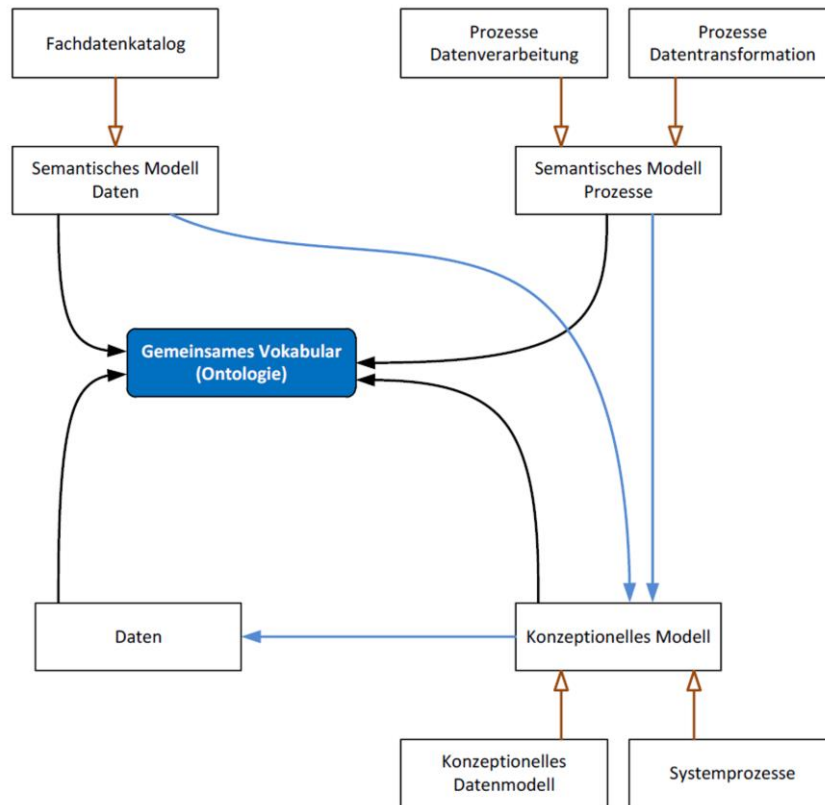 Fachdatenkatalog
Prozesse
Datenverarbeitung
Prozesse
Datentransformation
Semantisches Modell
Daten
Semantisches Modell
Prozesse
Gemeinsames Vokabular
(Ontologie)
Daten
Konzeptionelles Modell
Konzeptionelles
Datenmodell
Systemprozesse